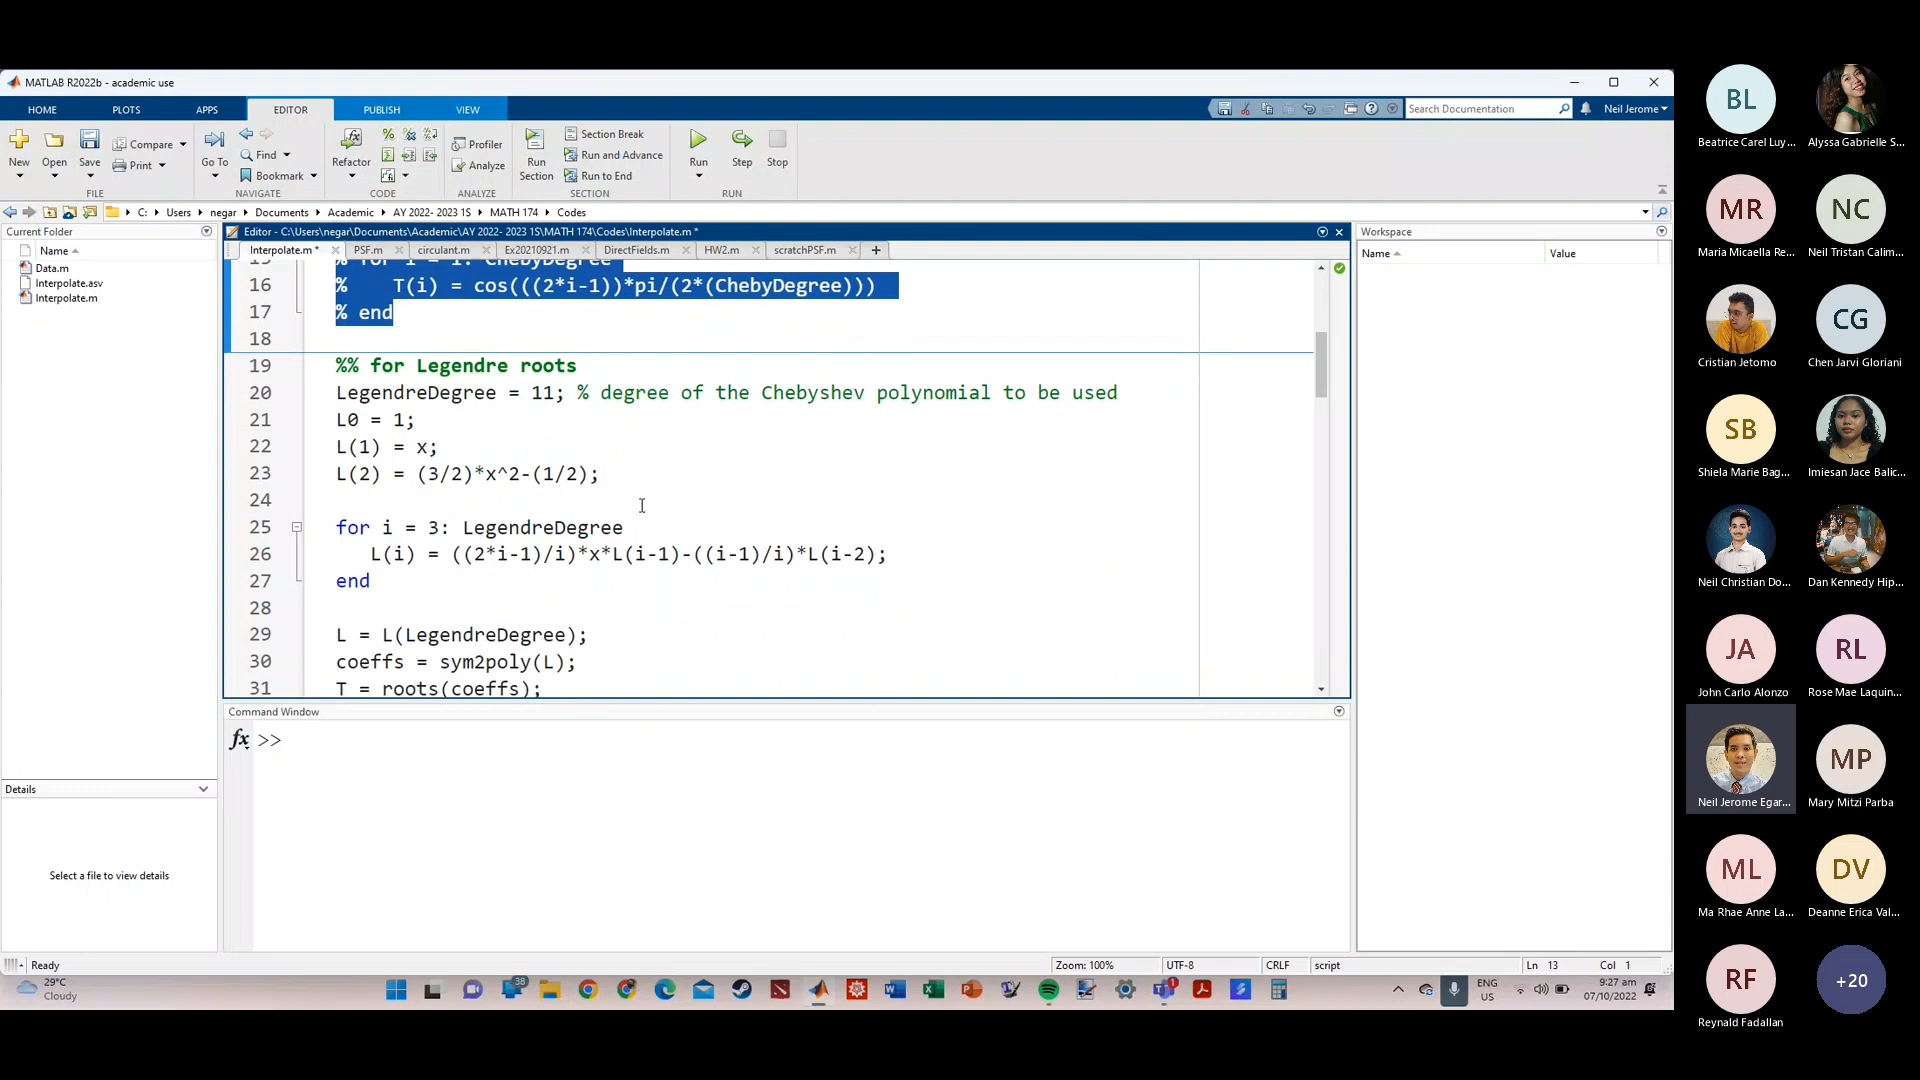 MATLAB R2022b - academic use
HOME PLOTS APPS EDITOR PUBLISH VIEW
Search Documentation
Neil Jerome
New Open Save Compare Print
FILE
Go To Find Bookmark
NAVIGATE
Refactor
CODE
Profiler
Analyze
ANALYZE
Run Section
Section Break
Run and Advance
Run to End
SECTION
Run Step Stop
RUN
C: Users negar Documents Academic AY 2022- 2023 1S MATH 174 Codes
Current Folder
Name
Data.m
Interpolate.asv
Interpolate.m
Details
Select a file to view details
Editor - C:\Users\negar\Documents\Academic\AY 2022- 2023 1S\MATH 174\Codes\Interpolate.m *
Interpolate.m * PSF.m circulant.m Ex20210921.m DirectFields.m HW2.m scratchPSF.m +
15 % for i = 1: ChebyDegree
16 % T(i) = cos(((2*i-1))*pi/(2*(ChebyDegree)))
17 % end
18
19 %% for Legendre roots
20 LegendreDegree = 11; % degree of the Chebyshev polynomial to be used
21 L0 = 1;
22 L(1) = x;
23 L(2) = (3/2)*x^2-(1/2);
24
25 for i = 3: LegendreDegree
26 L(i) = ((2*i-1)/i)*x*L(i-1)-((i-1)/i)*L(i-2);
27 end
28
29 L = L(LegendreDegree);
30 coeffs = sym2poly(L);
31 T = roots(coeffs);
Command Window
fx >>
Workspace
Name Value
Ready
Zoom: 100% UTF-8 CRLF script Ln 13 Col 1
29°C
Cloudy
38
1
ENG
US
9:27 am
07/10/2022
BL
Beatrice Carel Luy...
Alyssa Gabrielle S...
MR
Maria Micaella Re...
NC
Neil Tristan Calim...
Cristian Jetomo
CG
Chen Jarvi Gloriani
SB
Shiela Marie Bag...
Imiesan Jace Balic...
Neil Christian Do...
Dan Kennedy Hip...
JA
John Carlo Alonzo
RL
Rose Mae Laquin...
Neil Jerome Egar...
MP
Mary Mitzi Parba
ML
Ma Rhae Anne La...
DV
Deanne Erica Val...
RF
Reynald Fadallan
+20